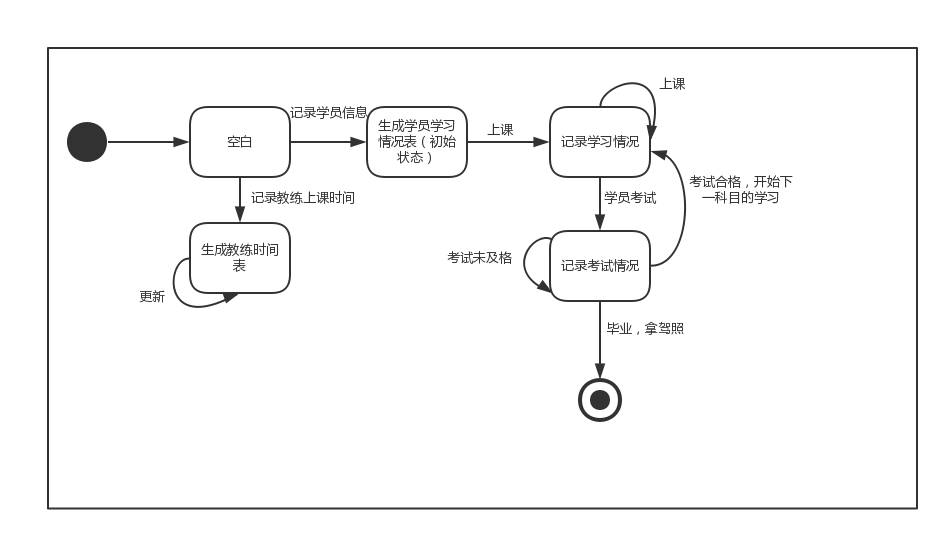 上课
记录学员信息
生成学员学习
情况表（初始
状态）
上课
空白
记录学习情况
考试合格，开始下
一科目的学习
记录教练上课时间
学员考试
生成教练时间
表
考试未及格
记录考试情况
更新
毕业，拿驾照